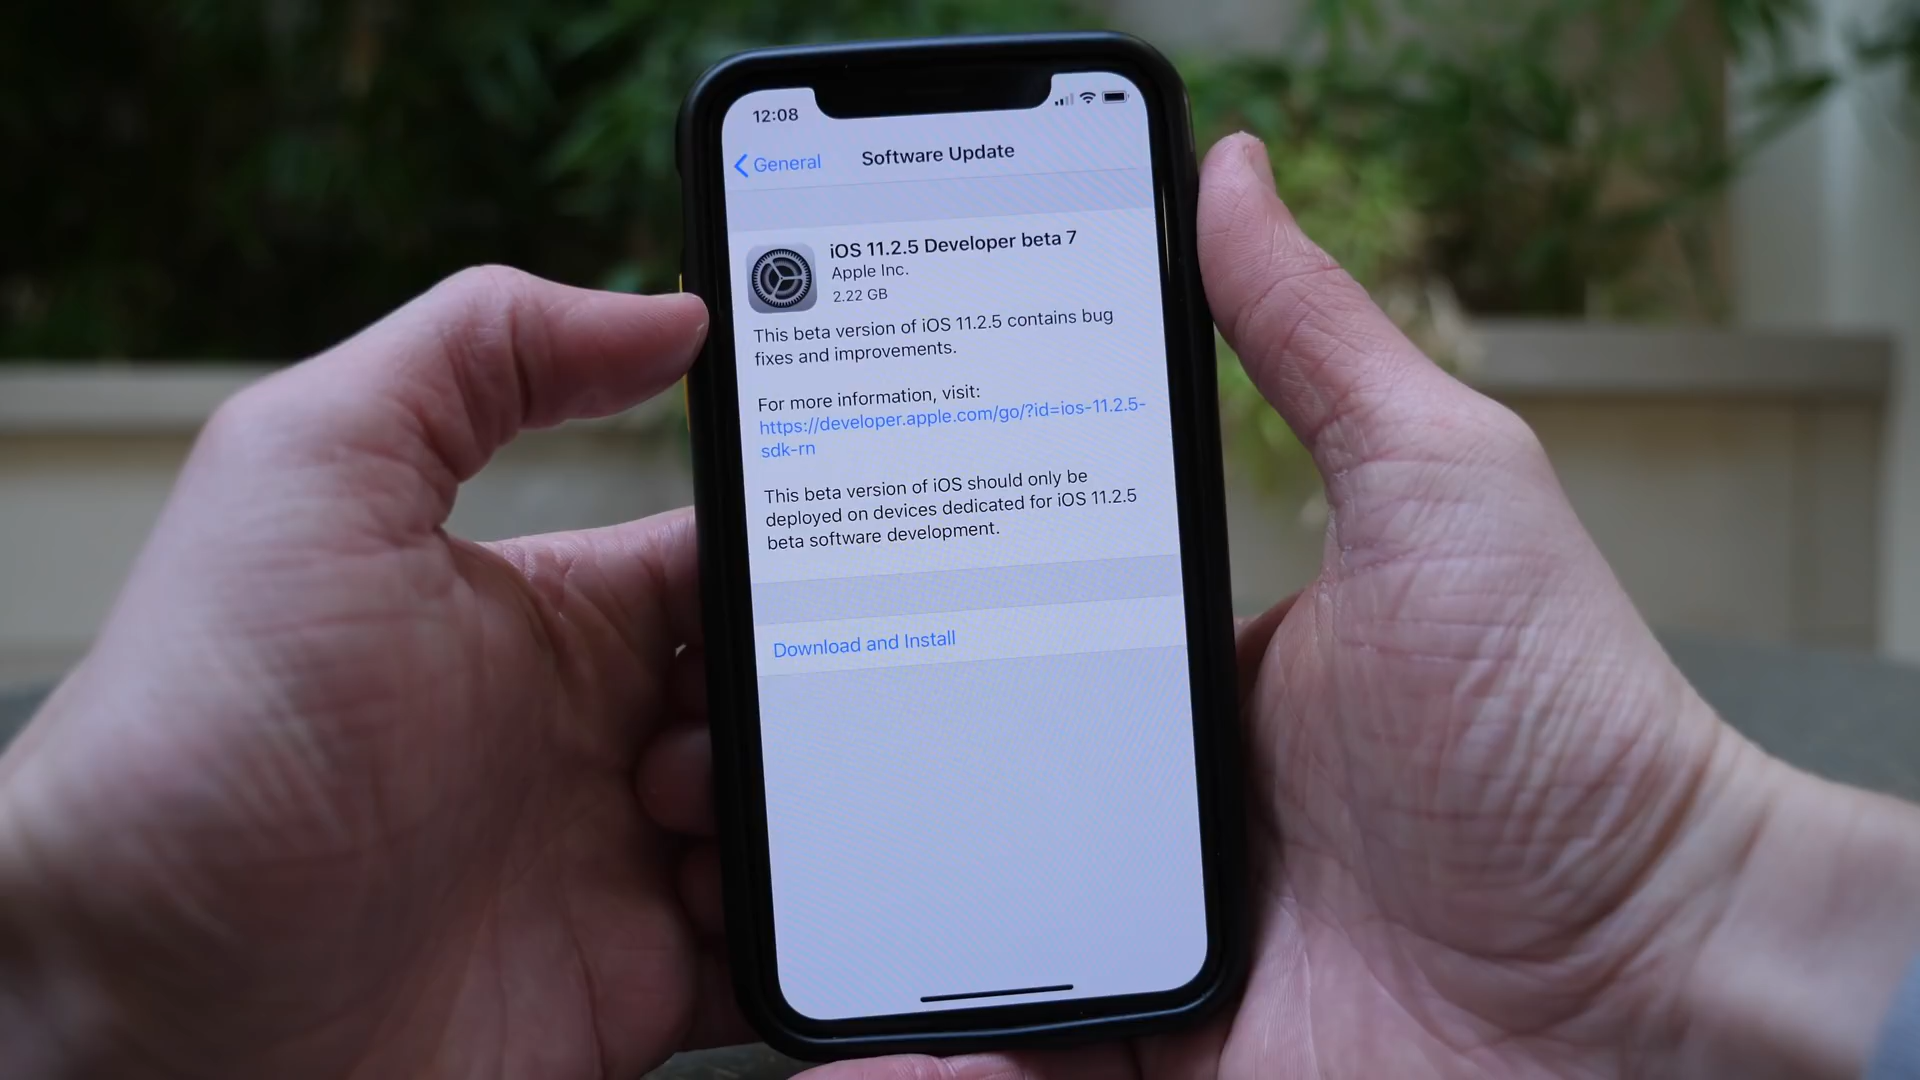 12:08
General
Software Update
iOS 11.2.5 Developer beta 7
Apple Inc.
2.22 GB
This beta version of iOS 11.2.5 contains bug
fixes and improvements.
For more information, visit:
https://developer.apple.com/go/?id=ios-11.2.5-
sdk-rn
This beta version of iOS should only be
deployed on devices dedicated for iOS 11.2.5
beta software development.
Download and Install